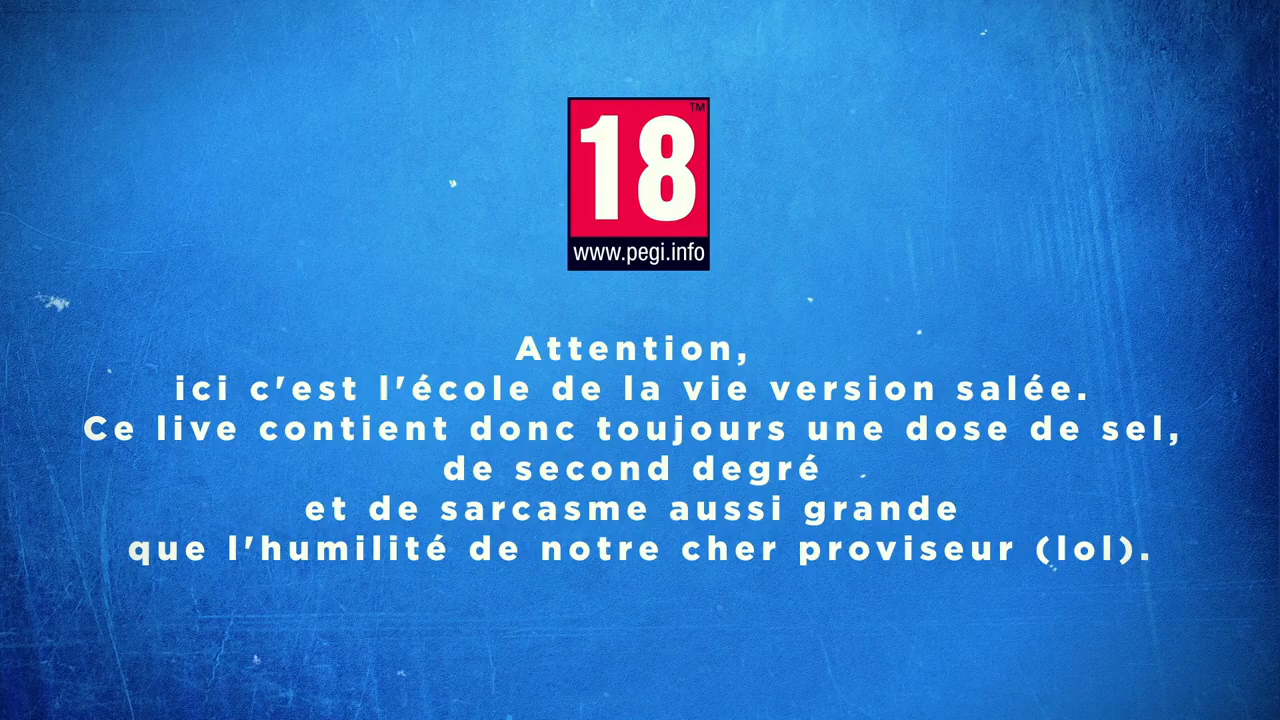 TM
18
www.pegi.info
Attention,
ici c'est l'école de la vie version salée.
Ce live contient donc toujours une dose de sel,
de second degré
et de sarcasme aussi grande
que l'humilité de notre cher proviseur (lol).